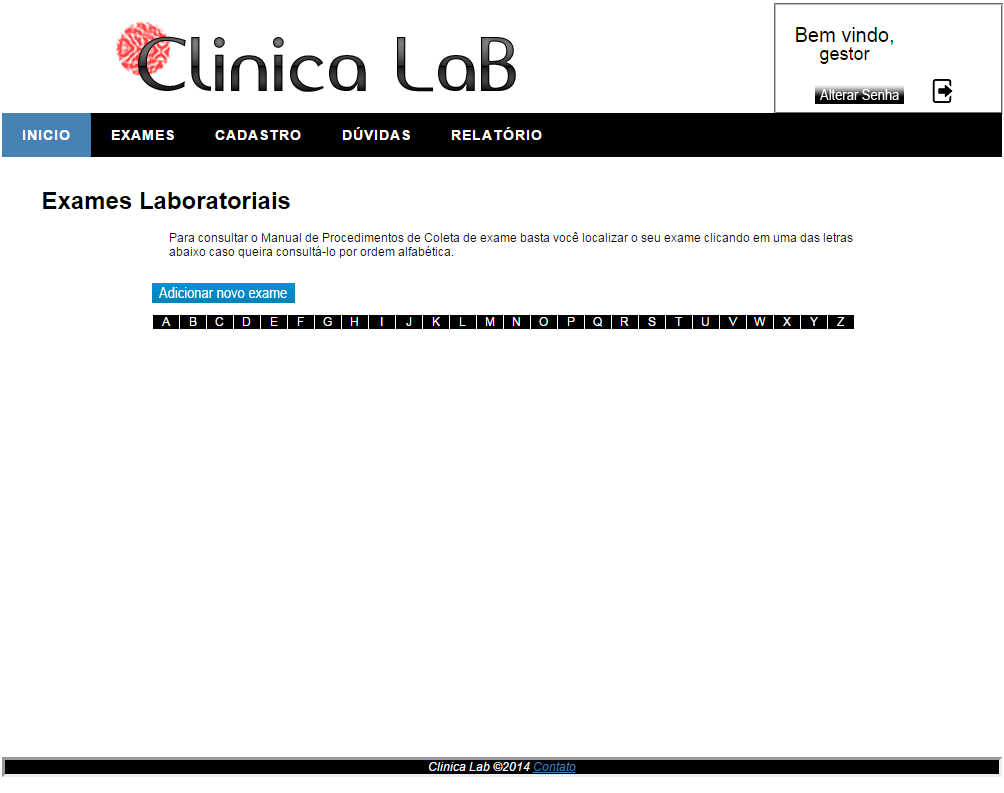 Clinica LaB
Bem vindo,
gestor
Alterar Senha
INICIO EXAMES CADASTRO DÚVIDAS RELATÓRIO
Exames Laboratoriais
Para consultar o Manual de Procedimentos de Coleta de exame basta você localizar o seu exame clicando em uma das letras
abaixo caso queira consultá-lo por ordem alfabética.
Adicionar novo exame
A B C D E F G H I J K L M N O P Q R S T U V W X Y Z
Clinica Lab ©2014 Contato